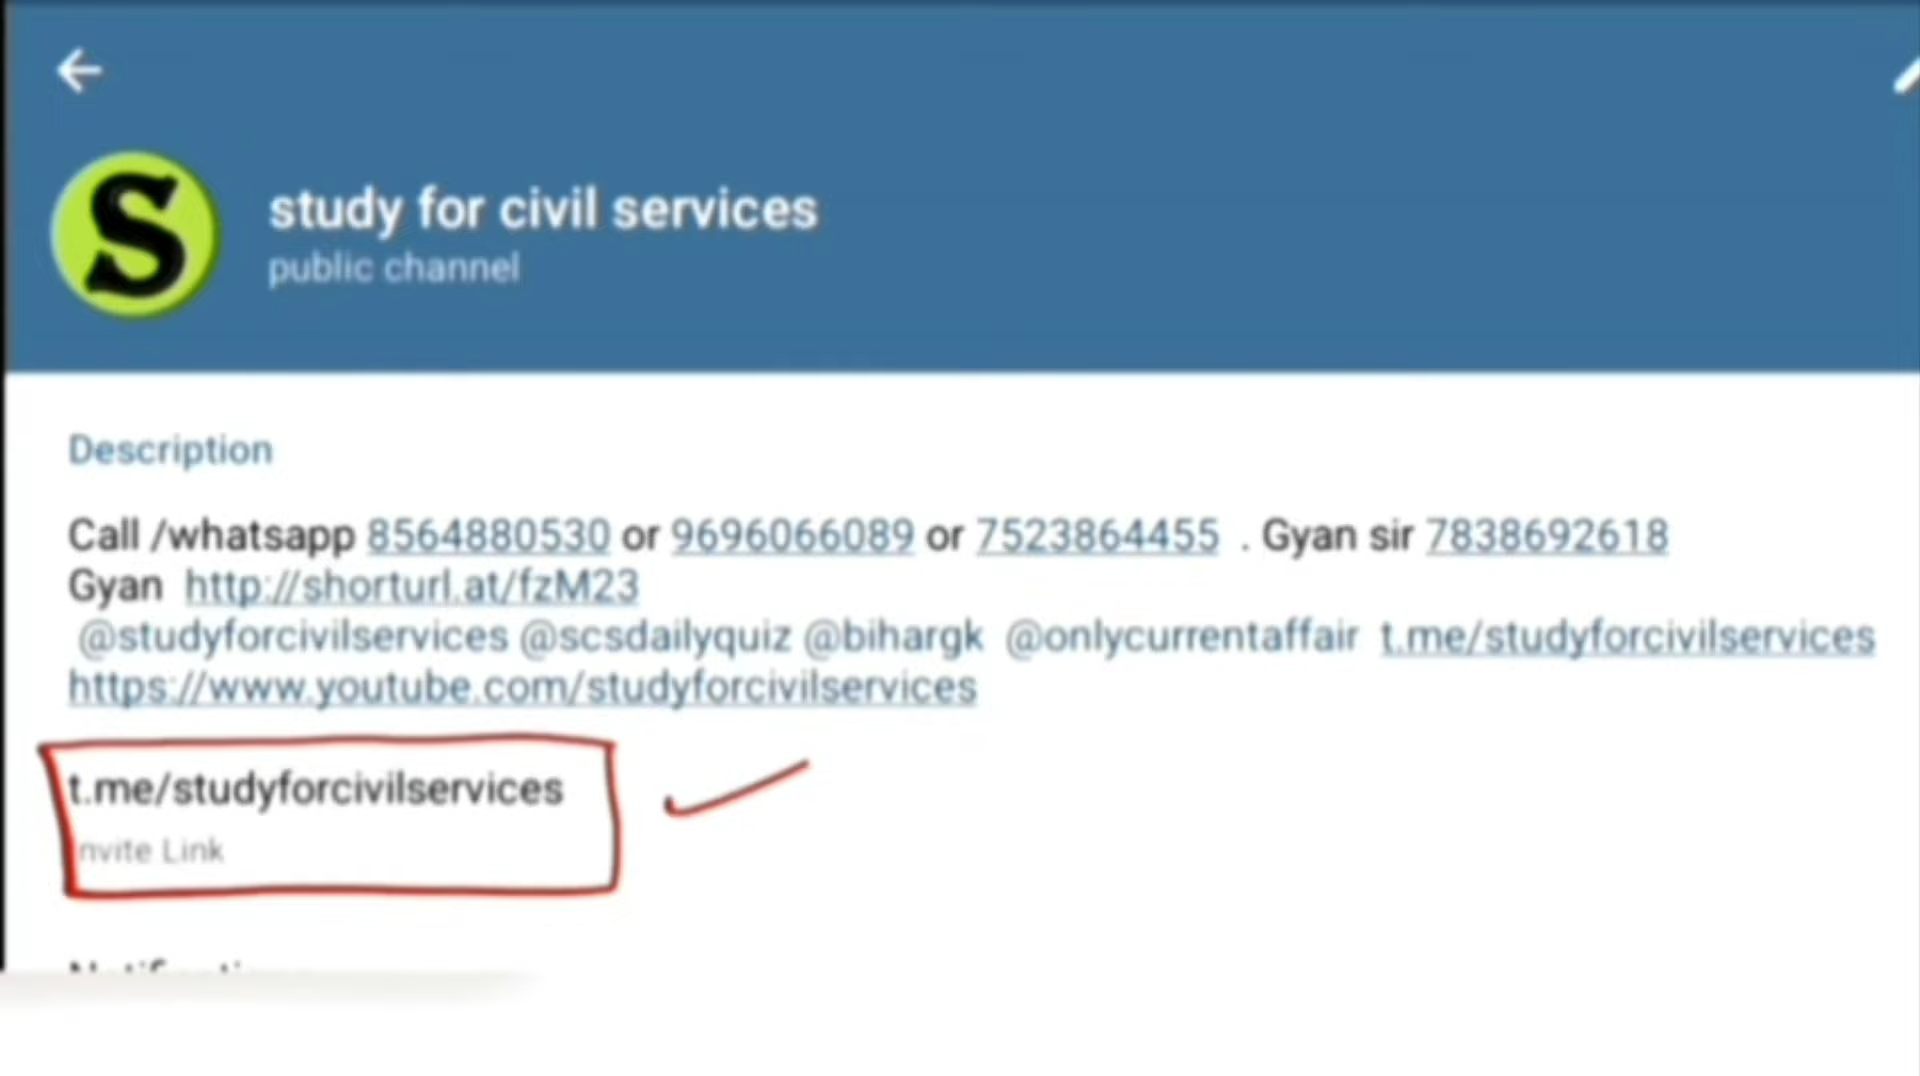 study for civil services
public channel
Description
Call /whatsapp 8564880530 or 9696066089 or 7523864455 . Gyan sir 7838692618
Gyan http://shorturl.at/fzM23
@studyforcivilservices @scsdailyquiz @bihargk @onlycurrentaffair t.me/studyforcivilservices
https://www.youtube.com/studyforcivilservices
t.me/studyforcivilservices
nvite Link